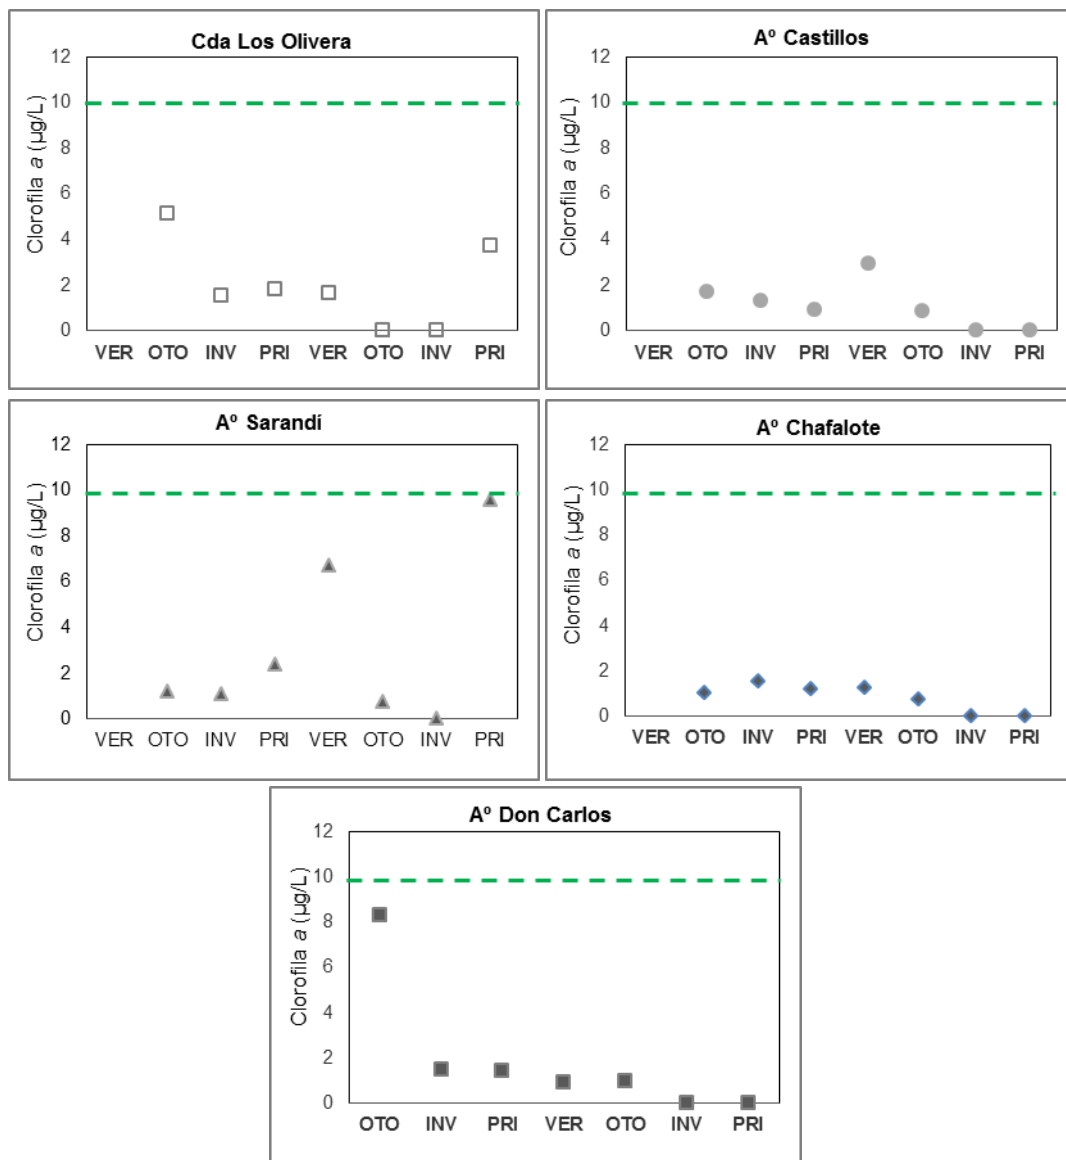 Cda Los Olivera
Clorofila a (µg/L)
12
10
8
6
4
2
0
VER OTO INV PRI VER OTO INV PRI
Aº Castillos
Clorofila a (µg/L)
12
10
8
6
4
2
0
VER OTO INV PRI VER OTO INV PRI
Aº Sarandí
Clorofila a (µg/L)
12
10
8
6
4
2
0
VER OTO INV PRI VER OTO INV PRI
Aº Chafalote
Clorofila a (µg/L)
12
10
8
6
4
2
0
VER OTO INV PRI VER OTO INV PRI
Aº Don Carlos
Clorofila a (µg/L)
12
10
8
6
4
2
0
OTO INV PRI VER OTO INV PRI